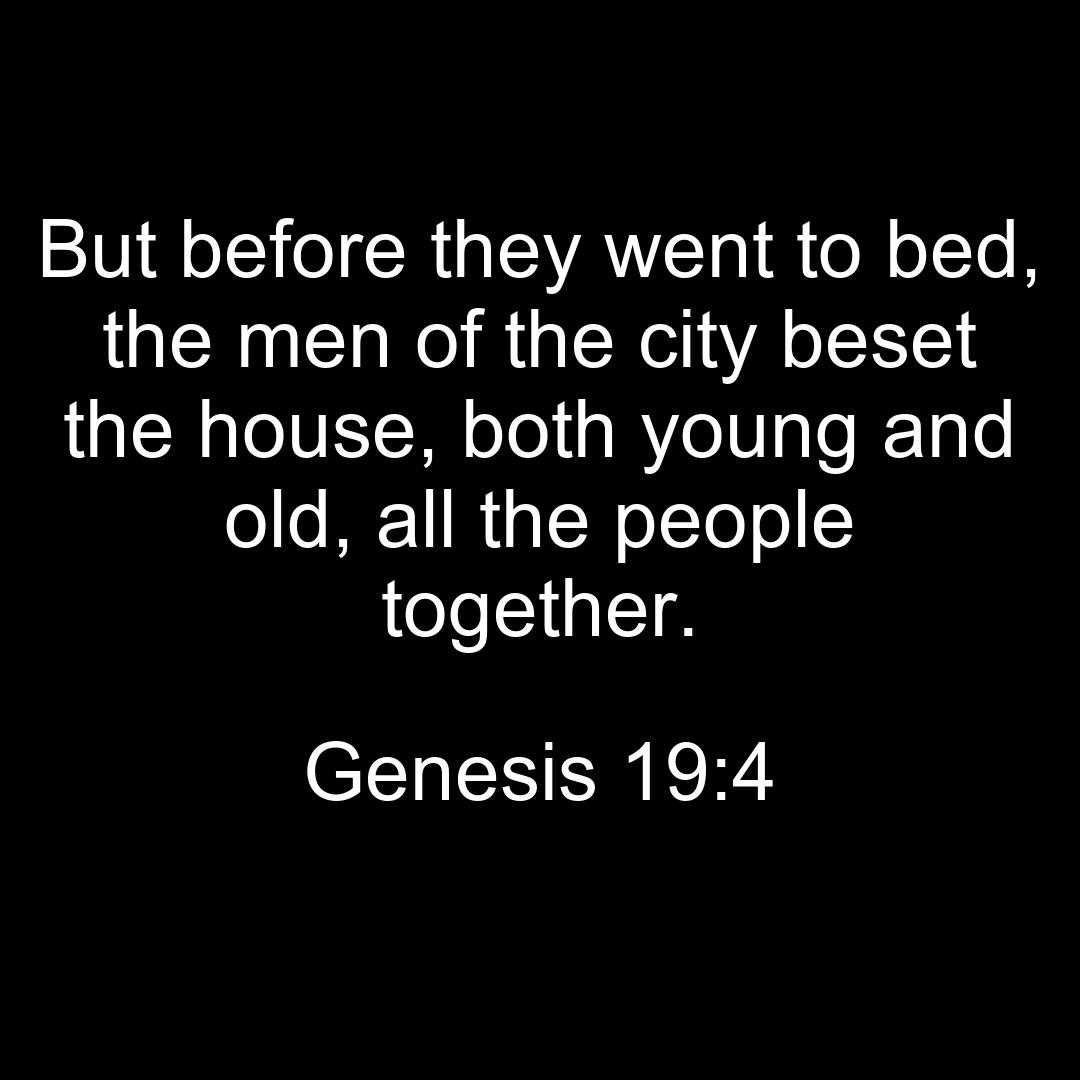 But before they went to bed,
the men of the city beset
the house, both young and
old, all the people
together.
Genesis 19:4